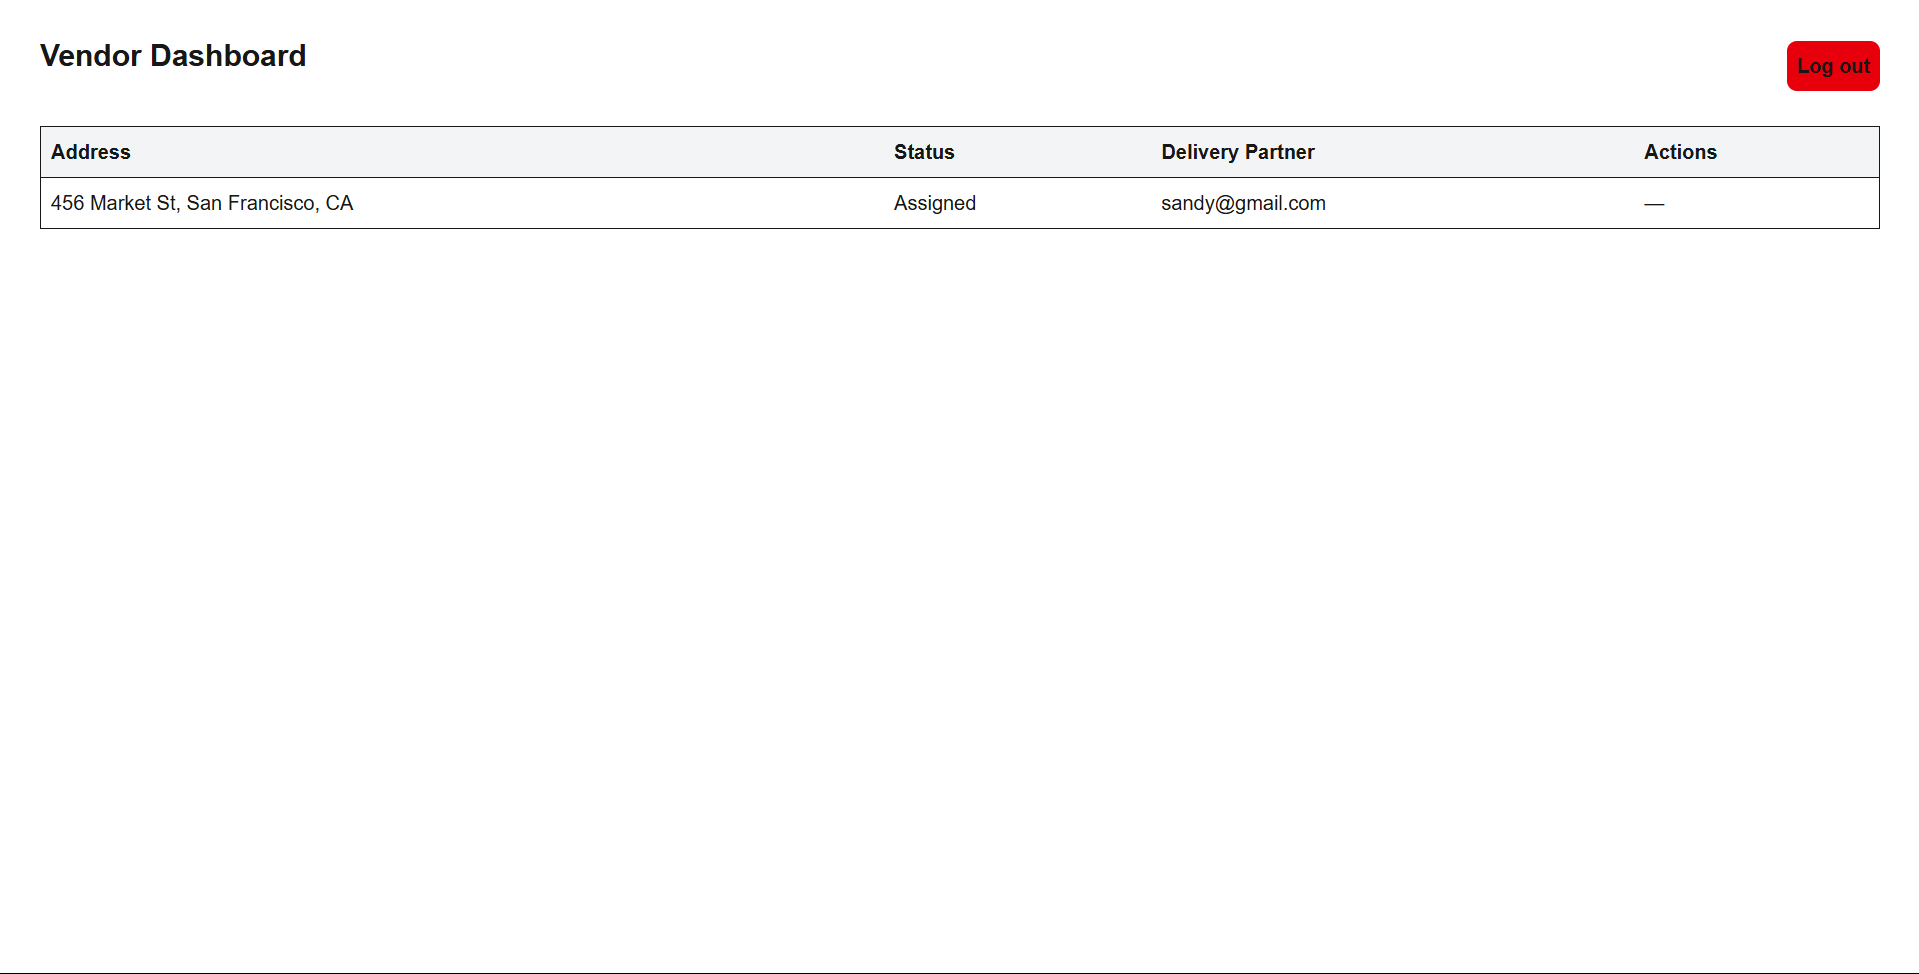 Vendor Dashboard
Log out
Address Status Delivery Partner Actions
456 Market St, San Francisco, CA Assigned sandy@gmail.com —